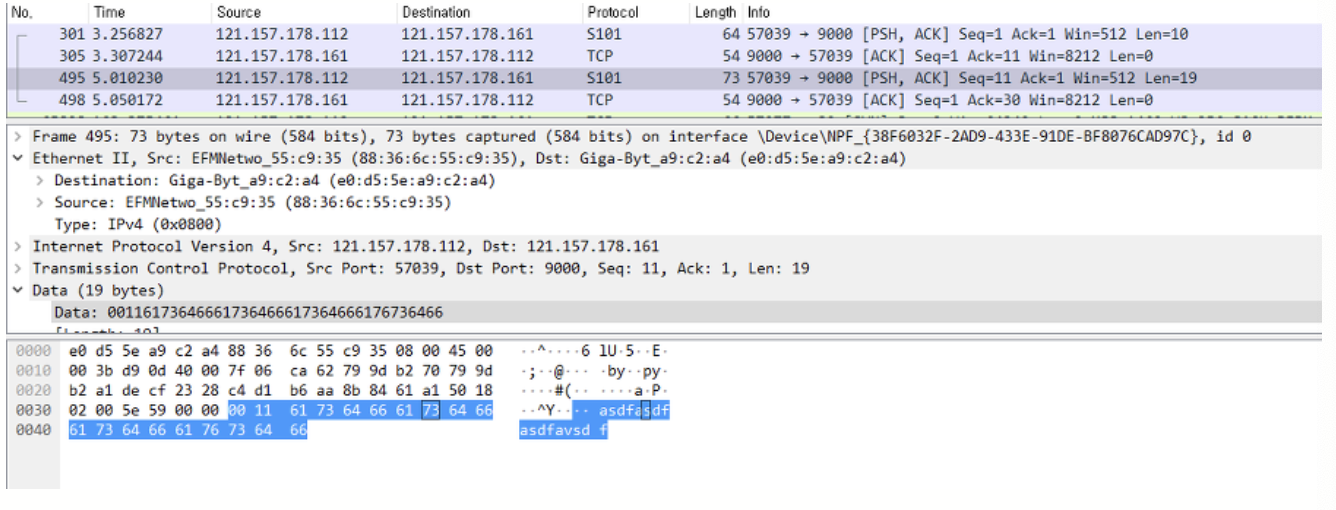 No. Time Source Destination Protocol Length Info
301 3.256827 121.157.178.112 121.157.178.161 S101 64 57039 → 9000 [PSH, ACK] Seq=1 Ack=1 Win=512 Len=10
305 3.307244 121.157.178.161 121.157.178.112 TCP 54 9000 → 57039 [ACK] Seq=1 Ack=11 Win=8212 Len=0
495 5.010230 121.157.178.112 121.157.178.161 S101 73 57039 → 9000 [PSH, ACK] Seq=11 Ack=1 Win=512 Len=19
498 5.050172 121.157.178.161 121.157.178.112 TCP 54 9000 → 57039 [ACK] Seq=1 Ack=30 Win=8212 Len=0
> Frame 495: 73 bytes on wire (584 bits), 73 bytes captured (584 bits) on interface \Device\NPF_{38F6032F-2AD9-433E-91DE-BF8076CAD97C}, id 0
Ethernet II, Src: EFMNetwo_55:c9:35 (88:36:6c:55:c9:35), Dst: Giga-Byt_a9:c2:a4 (e0:d5:5e:a9:c2:a4)
> Destination: Giga-Byt_a9:c2:a4 (e0:d5:5e:a9:c2:a4)
> Source: EFMNetwo_55:c9:35 (88:36:6c:55:c9:35)
Type: IPv4 (0x0800)
> Internet Protocol Version 4, Src: 121.157.178.112, Dst: 121.157.178.161
> Transmission Control Protocol, Src Port: 57039, Dst Port: 9000, Seq: 11, Ack: 1, Len: 19
Data (19 bytes)
Data: 00116173646661736466617364666176736466
0000 e0 d5 5e a9 c2 a4 88 36 6c 55 c9 35 08 00 45 00 ··^····6 lU·5··E·
0010 00 3b d9 0d 40 00 7f 06 ca 62 79 9d b2 70 79 9d ·;··@··· ·by··py·
0020 b2 a1 de cf 23 28 c4 d1 b6 aa 8b 84 61 a1 50 18 ····#(·· ····a·P·
0030 02 00 5e 59 00 00 00 11 61 73 64 66 61 73 64 66 ··^Y···· asdfasdf
0040 61 73 64 66 61 76 73 64 66 asdfavsd f